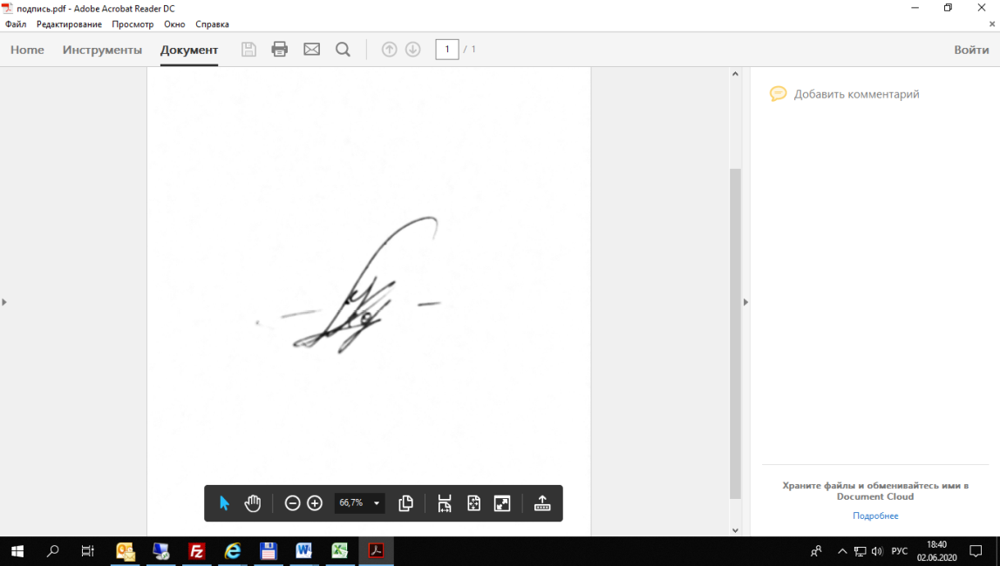 подпись.pdf - Adobe Acrobat Reader DC
Файл Редактирование Просмотр Окно Справка
Home Инструменты Документ 1 / 1 Войти
Добавить комментарий
66,7%
Храните файлы и обменивайтесь ими в
Document Cloud
Подробнее
РУС 18:40
02.06.2020